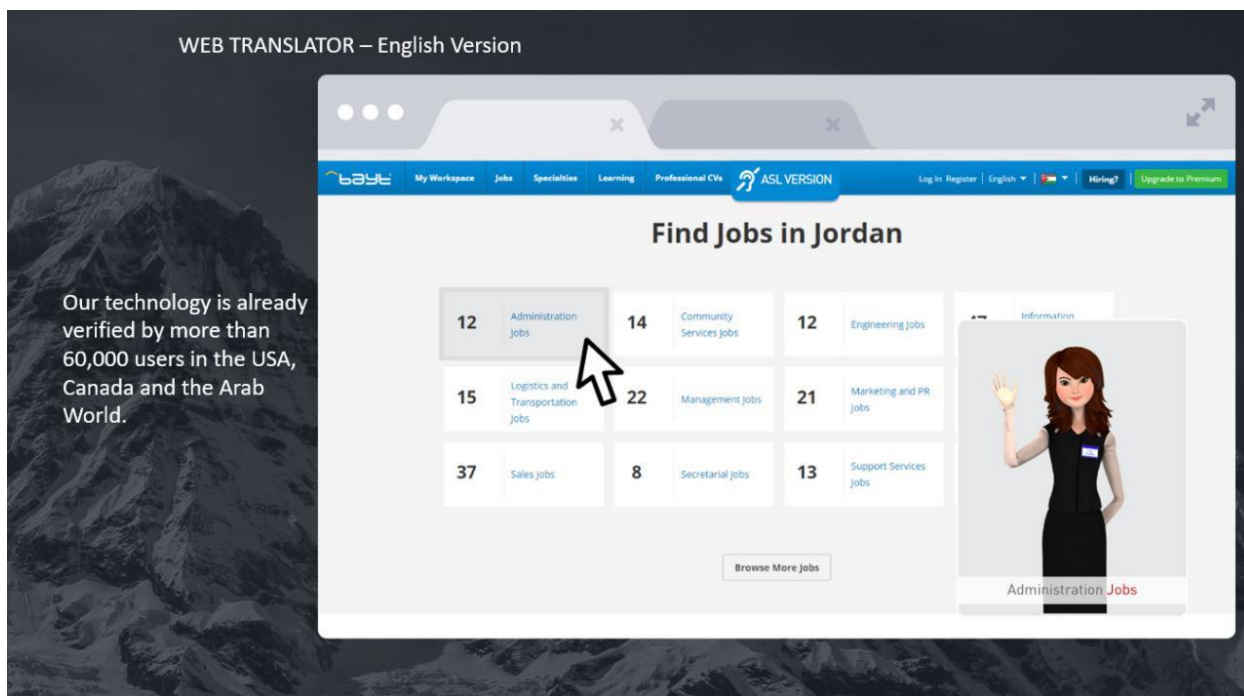 WEB TRANSLATOR – English Version
Our technology is already
verified by more than
60,000 users in the USA,
Canada and the Arab
World.
bayt My Workspace Jobs Specialties Learning Professional CVs ASL VERSION Log In Register | English | Hiring? | Upgrade to Premium
Find Jobs in Jordan
12 Administration
Jobs
14 Community
Services Jobs
12 Engineering Jobs
Information
15 Logistics and
Transportation
Jobs
22 Management Jobs
21 Marketing and PR
Jobs
37 Sales Jobs
8 Secretarial Jobs
13 Support Services
Jobs
Browse More Jobs
Administration Jobs